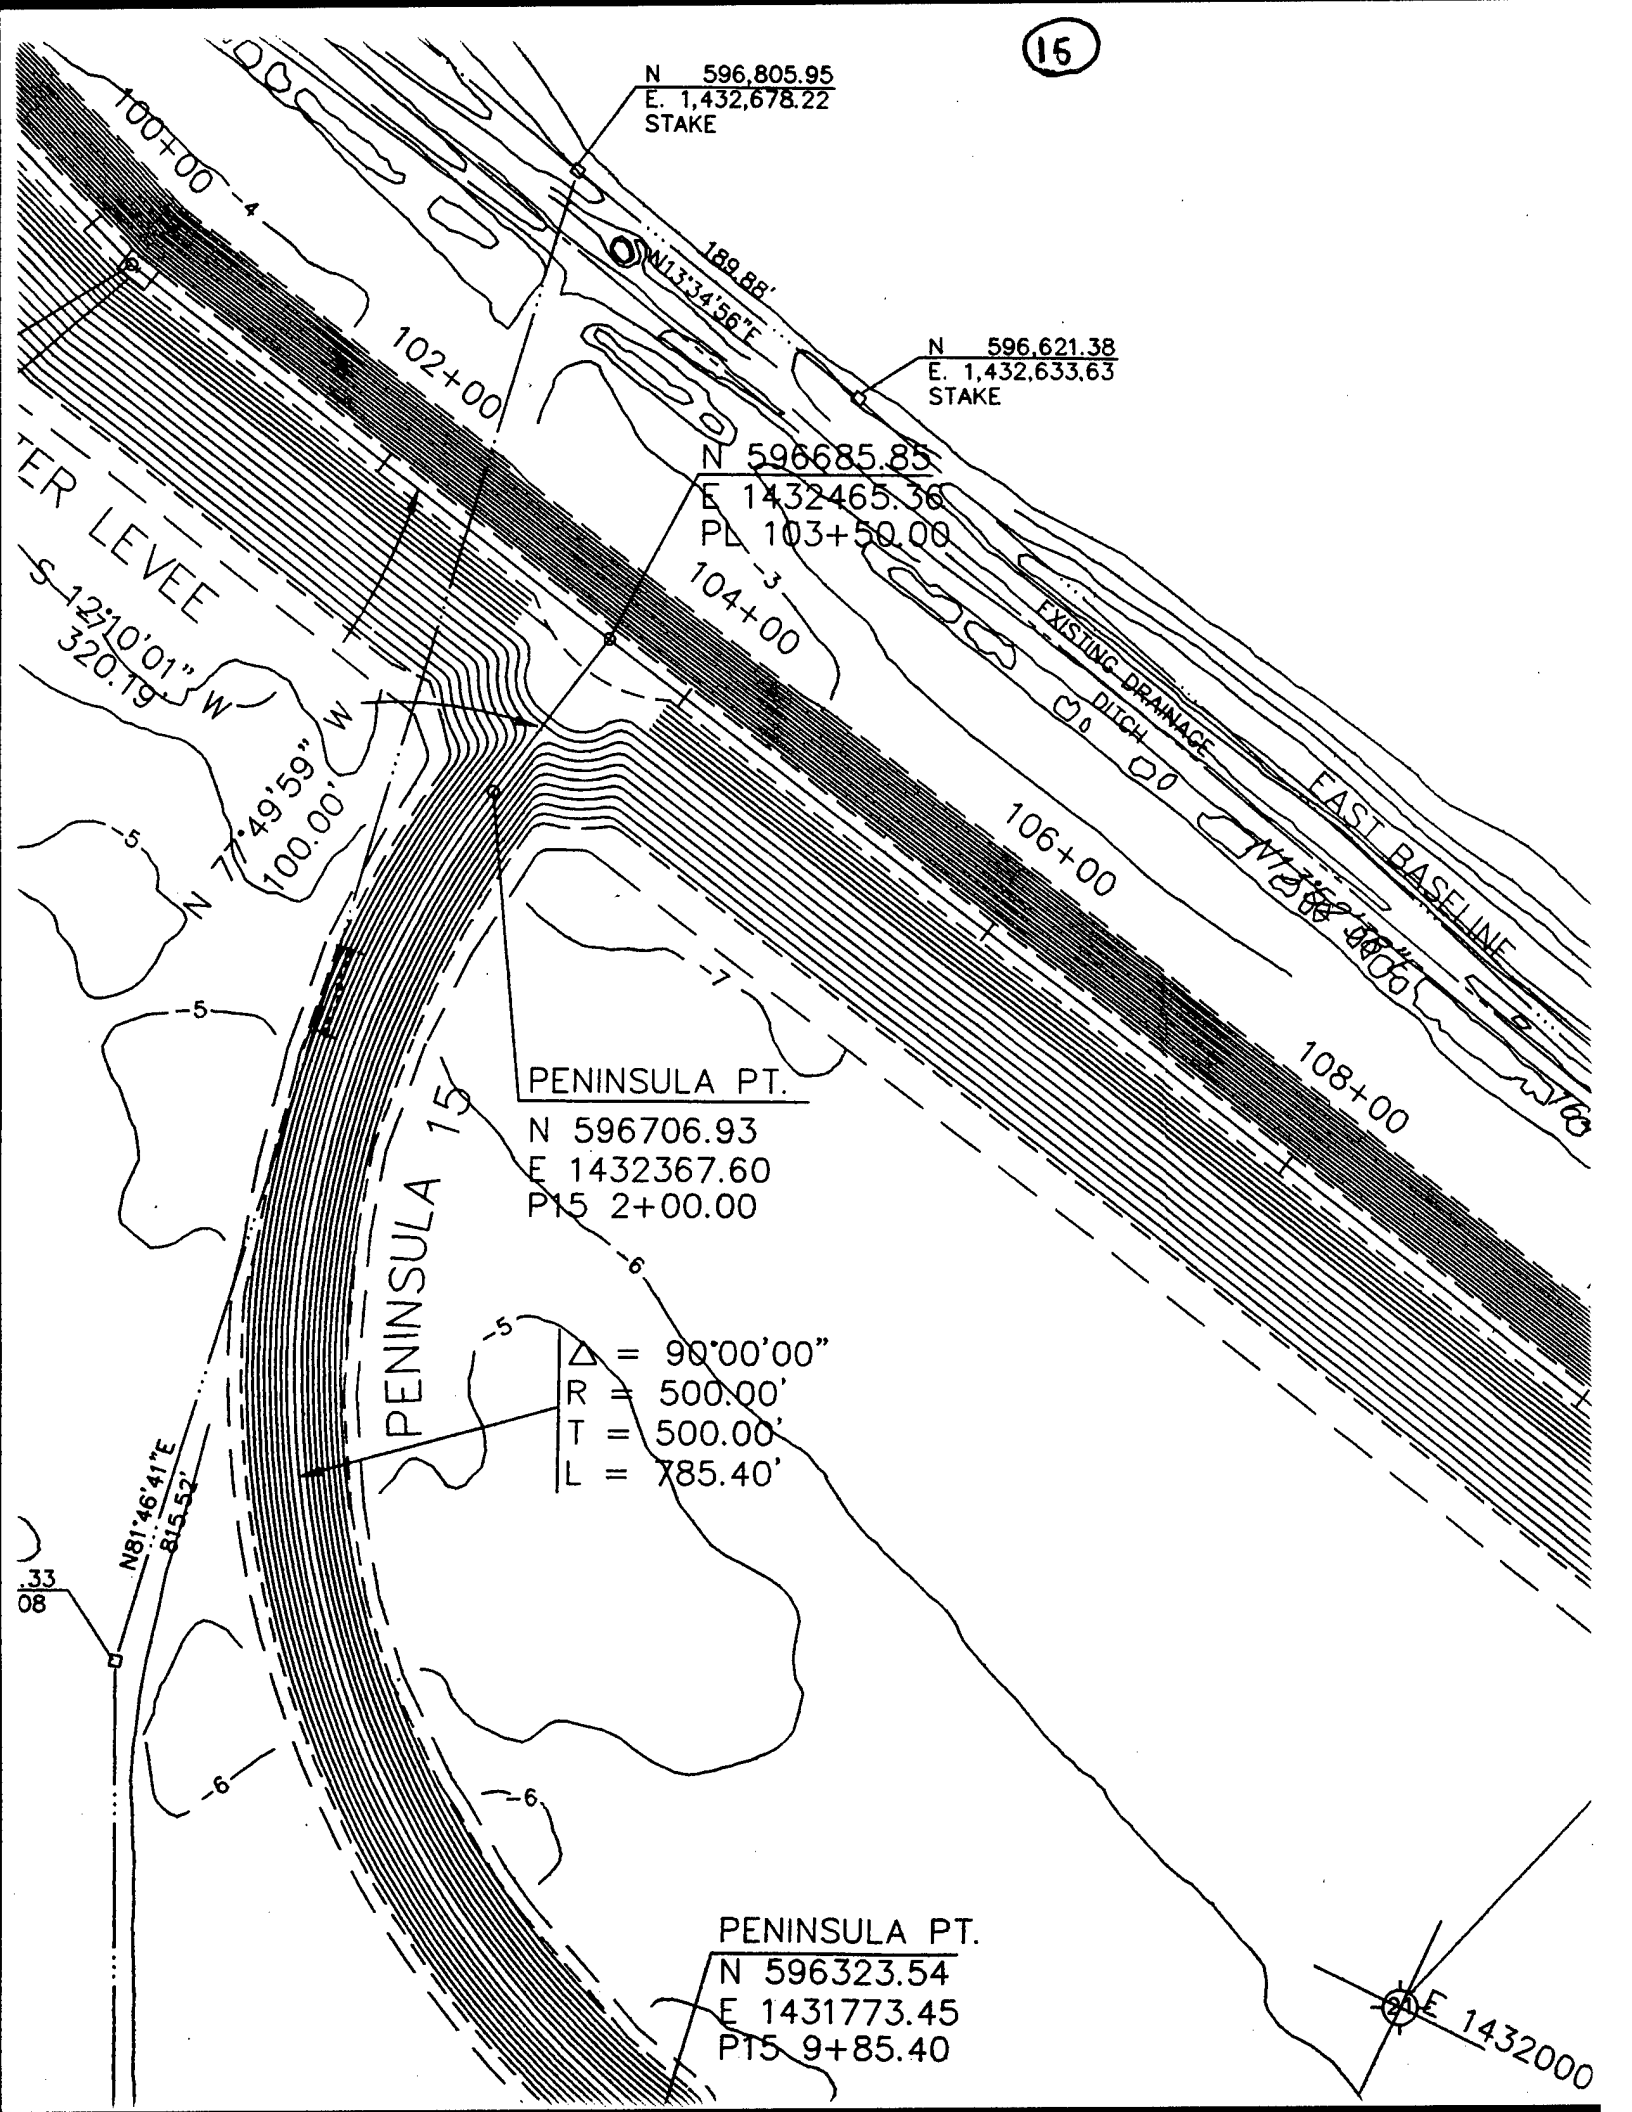 15
N 596,805.95
E. 1,432,678.22
STAKE
100+00
-4
189.88'
N13°34'56"E
102+00
N 596,621.38
E. 1,432,633,63
STAKE
N 596685.85
E 1432465.36
PL 103+50.00
-3
104+00
TER LEVEE
S 12°10'01" W
320.19'
EXISTING DRAINAGE
DITCH
EAST BASELINE
N 77°49'59" W
100.00'
-5
106+00
-7
-5
108+00
PENINSULA PT.
N 596706.93
E 1432367.60
P15 2+00.00
PENINSULA 15
-6
-5
△ = 90°00'00"
R = 500.00'
T = 500.00'
L = 785.40'
N81°46'41"E
815.52'
.33
08
-6
-6
PENINSULA PT.
N 596323.54
E 1431773.45
P15 9+85.40
21
E 1432000